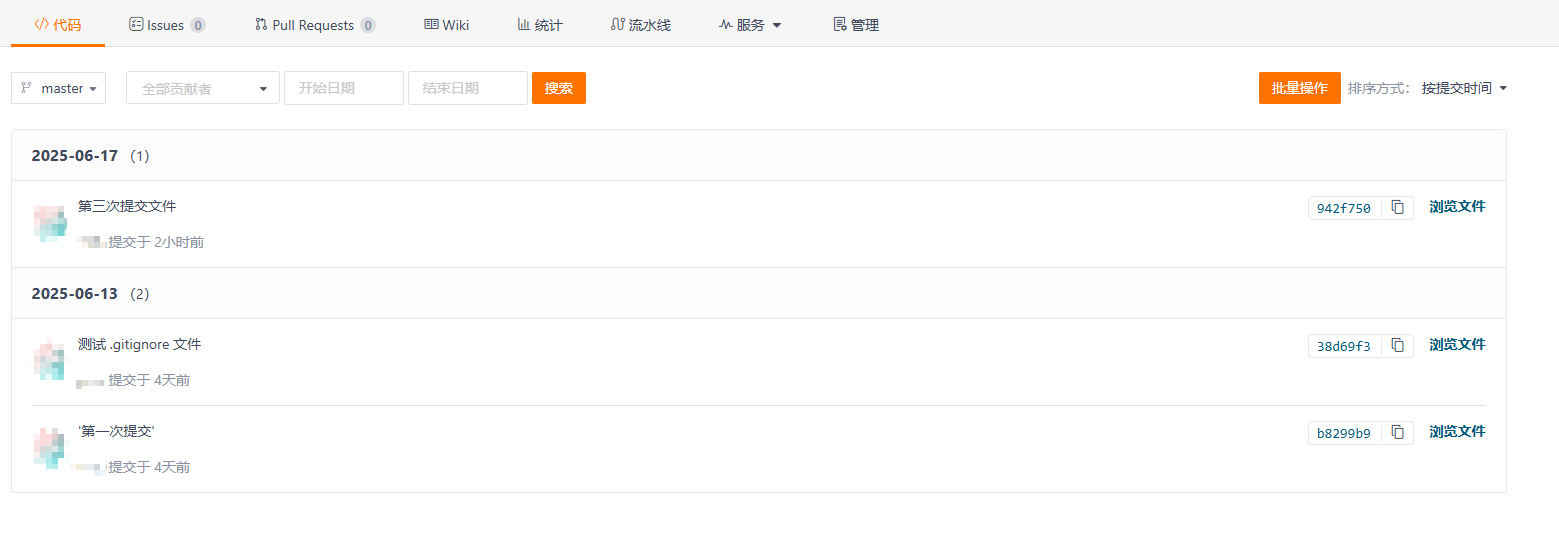 代码 Issues 0 Pull Requests 0 Wiki 统计 流水线 服务 管理
master 全部贡献者 开始日期 结束日期 搜索 批量操作 排序方式: 按提交时间
2025-06-17 (1)
第三次提交文件 942f750 浏览文件
提交于 2小时前
2025-06-13 (2)
测试 .gitignore 文件 38d69f3 浏览文件
提交于 4天前
'第一次提交' b8299b9 浏览文件
提交于 4天前